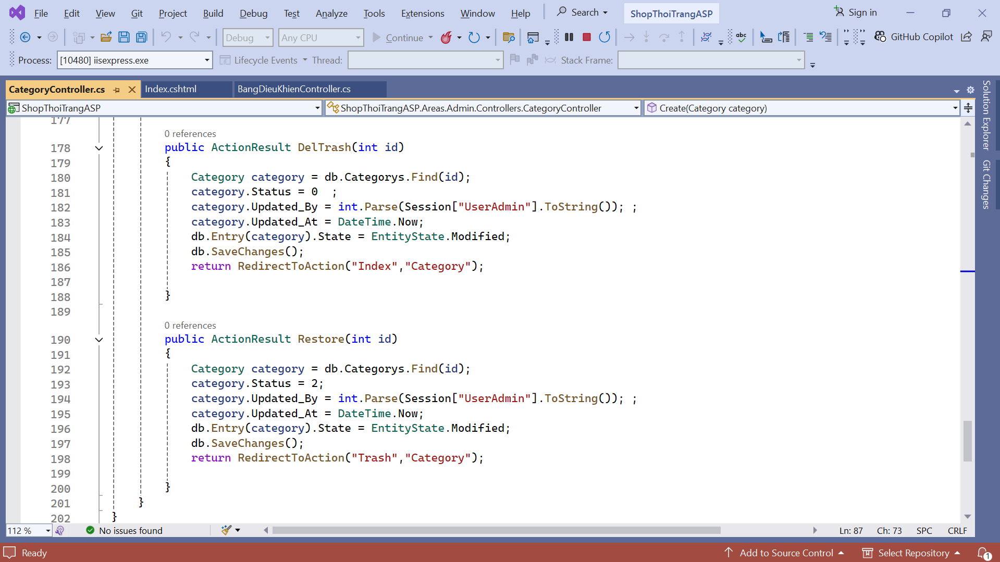 File Edit View Git Project Build Debug Test Analyze Tools Extensions Window Help Search ShopThoiTrangASP Sign in
Debug Any CPU Continue abc GitHub Copilot
Process: [10480] iisexpress.exe Lifecycle Events Thread: Stack Frame:
CategoryController.cs Index.cshtml BangDieuKhienController.cs
ShopThoiTrangASP ShopThoiTrangASP.Areas.Admin.Controllers.CategoryController Create(Category category)
177
0 references
178 public ActionResult DelTrash(int id)
179 {
180 Category category = db.Categorys.Find(id);
181 category.Status = 0  ;
182 category.Updated_By = int.Parse(Session["UserAdmin"].ToString()); ;
183 category.Updated_At = DateTime.Now;
184 db.Entry(category).State = EntityState.Modified;
185 db.SaveChanges();
186 return RedirectToAction("Index","Category");
187
188 }
189
0 references
190 public ActionResult Restore(int id)
191 {
192 Category category = db.Categorys.Find(id);
193 category.Status = 2;
194 category.Updated_By = int.Parse(Session["UserAdmin"].ToString()); ;
195 category.Updated_At = DateTime.Now;
196 db.Entry(category).State = EntityState.Modified;
197 db.SaveChanges();
198 return RedirectToAction("Trash","Category");
199
200 }
201 }
202 }
Solution Explorer
Git Changes
112 % No issues found Ln: 87 Ch: 73 SPC CRLF
Ready Add to Source Control Select Repository 1